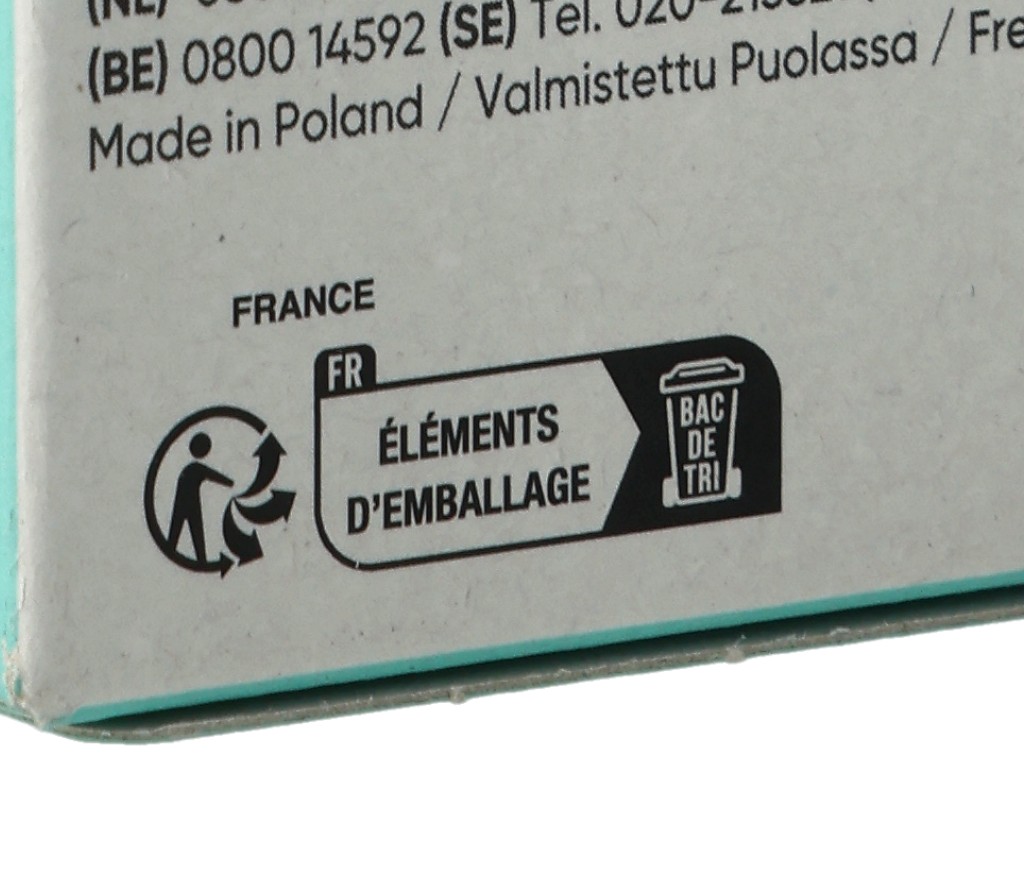 (BE) 0800 14592 (SE) Tel.
Made in Poland / Valmistettu Puolassa /
FRANCE
FR
ÉLÉMENTS
D'EMBALLAGE
BAC
DE
TRI